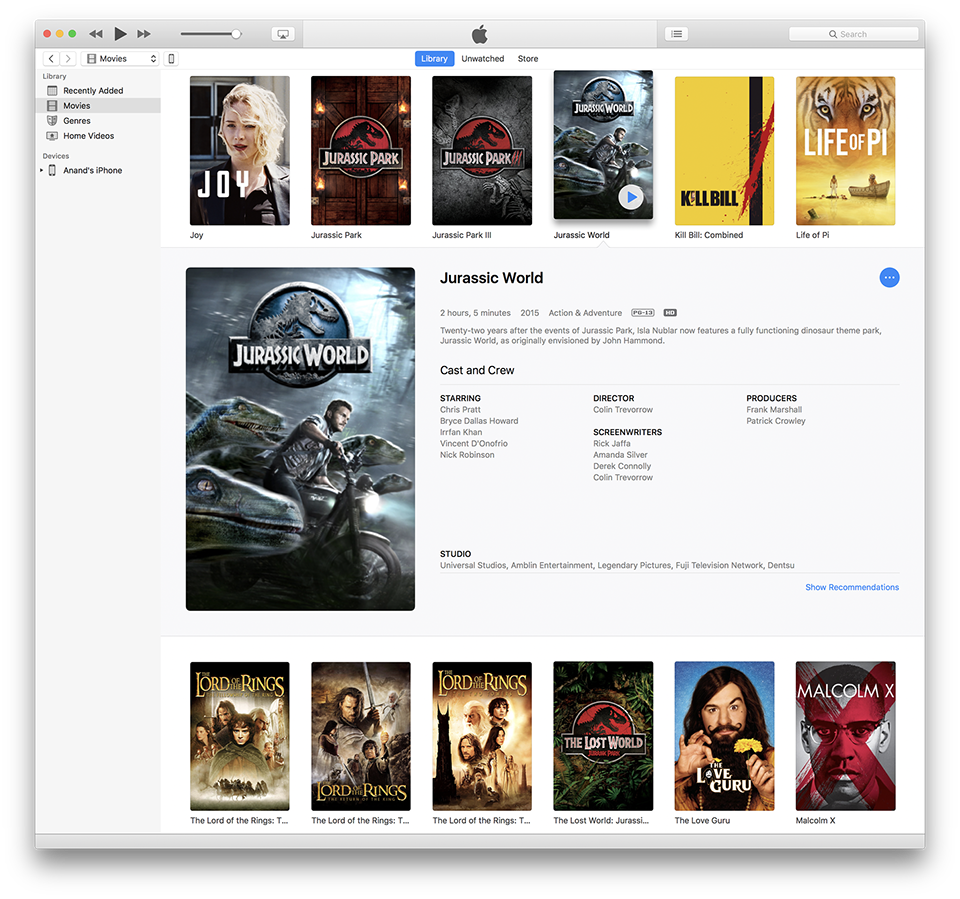 Search
Movies
Library Unwatched Store
Library
Recently Added
Movies
Genres
Home Videos
Devices
Anand's iPhone
JOY
JURASSIC PARK
JURASSIC PARK III
JURASSIC WORLD
KILL BILL
LIFE OF PI
Joy
Jurassic Park
Jurassic Park III
Jurassic World
Kill Bill: Combined
Life of Pi
JURASSIC WORLD
Jurassic World
2 hours, 5 minutes 2015 Action & Adventure PG-13 HD
Twenty-two years after the events of Jurassic Park, Isla Nublar now features a fully functioning dinosaur theme park,
Jurassic World, as originally envisioned by John Hammond.
Cast and Crew
STARRING
Chris Pratt
Bryce Dallas Howard
Irrfan Khan
Vincent D'Onofrio
Nick Robinson
DIRECTOR
Colin Trevorrow
SCREENWRITERS
Rick Jaffa
Amanda Silver
Derek Connolly
Colin Trevorrow
PRODUCERS
Frank Marshall
Patrick Crowley
STUDIO
Universal Studios, Amblin Entertainment, Legendary Pictures, Fuji Television Network, Dentsu
Show Recommendations
THE
LORD OF THE RINGS
THE FELLOWSHIP OF THE RING
THE
LORD OF THE RINGS
THE RETURN OF THE KING
THE
LORD OF THE RINGS
THE LOST WORLD
JURASSIC PARK
THE
LOVE
GURU
MALCOLM X
The Lord of the Rings: T...
The Lord of the Rings: T...
The Lord of the Rings: T...
The Lost World: Jurassi...
The Love Guru
Malcolm X